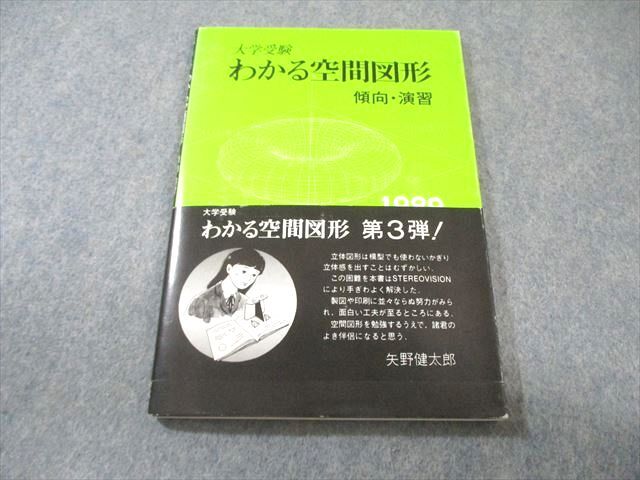 大学受験
わかる空間図形
傾向・演習
大学受験
わかる空間図形 第3弾!
立体図形は模型でも使わないかぎり
立体感を出すことはむずかしい。
この困難を本書はSTEREOVISION
により手ぎわよく解決した。
製図や印刷に並々ならぬ努力がみら
れ、面白い工夫が至るところにある。
空間図形を勉強するうえで、諸君の
よき伴侶になると思う。
矢野健太郎